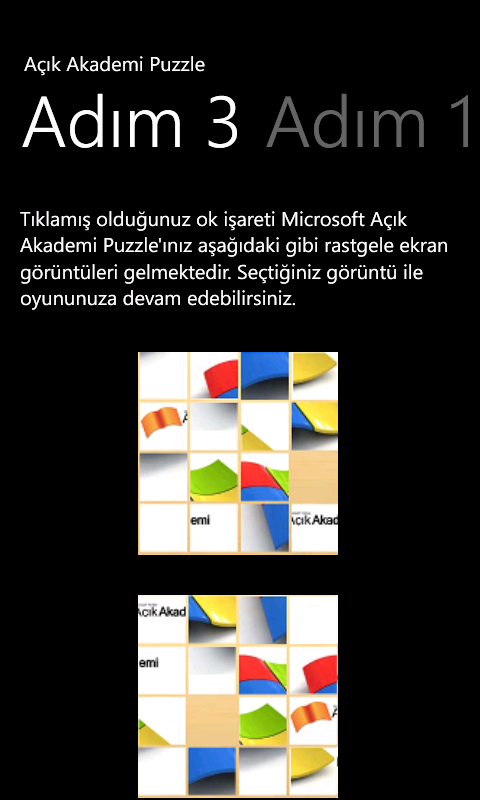 Açık Akademi Puzzle
Adım 3 Adım 1
Tıklamış olduğunuz ok işareti Microsoft Açık
Akademi Puzzle'ınız aşağıdaki gibi rastgele ekran
görüntüleri gelmektedir. Seçtiğiniz görüntü ile
oyununuza devam edebilirsiniz.
emi
Açık Akad
Açık Akad
emi